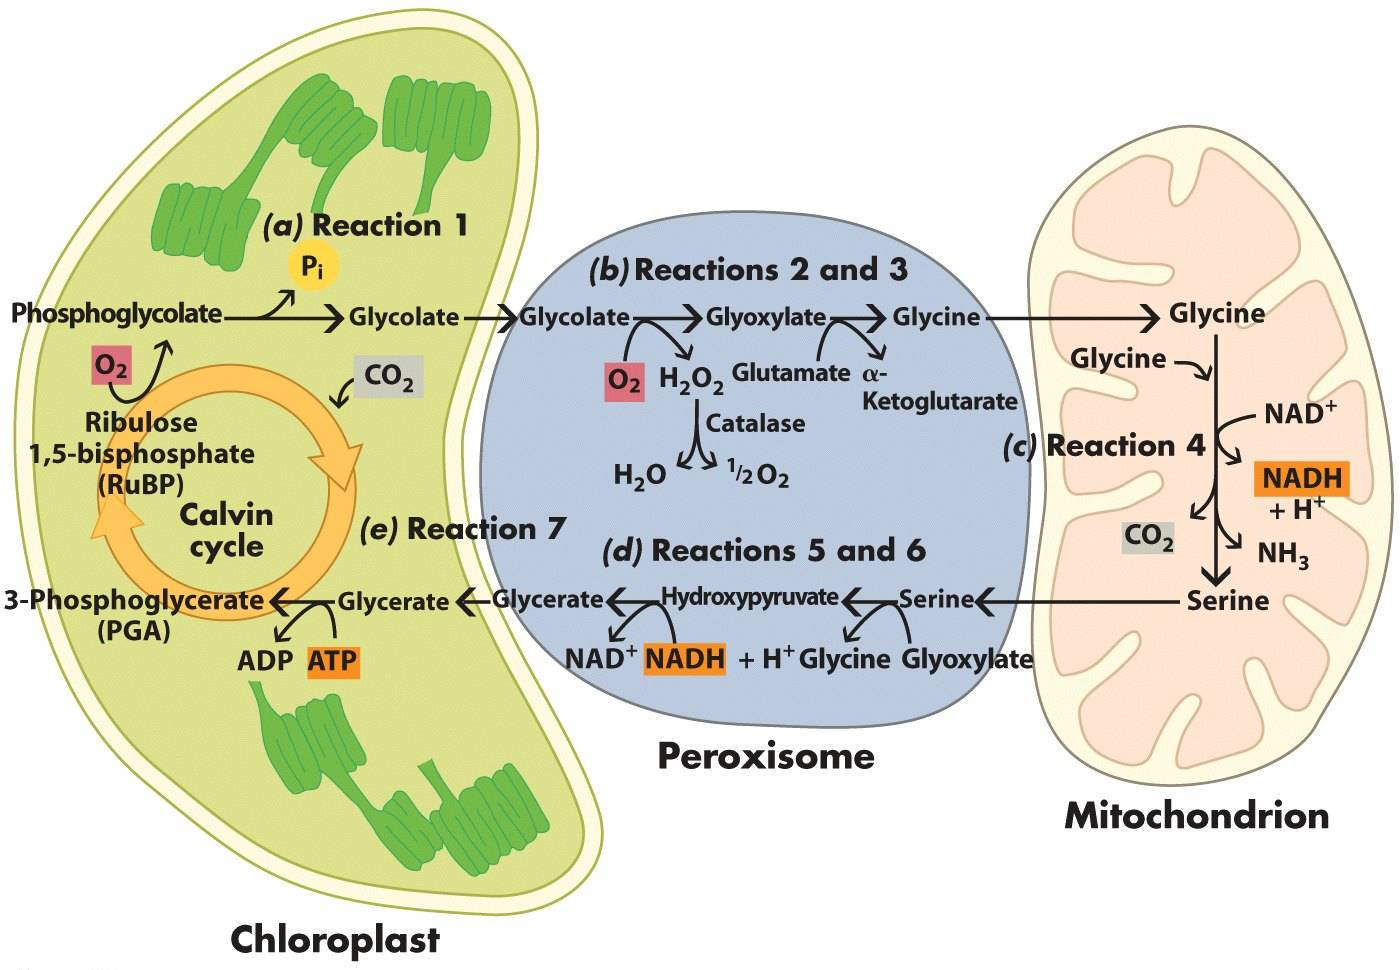 (a) Reaction 1
Pi
Phosphoglycolate
Glycolate
O2
CO2
Ribulose
1,5-bisphosphate
(RuBP)
Calvin
cycle
(e) Reaction 7
3-Phosphoglycerate
(PGA)
Glycerate
ADP ATP
Chloroplast
(b) Reactions 2 and 3
Glycolate
Glyoxylate
Glycine
O2
H2O2
Glutamate
α-
Ketoglutarate
Catalase
H2O
1/2 O2
(d) Reactions 5 and 6
Glycerate
Hydroxypyruvate
Serine
NAD+ NADH + H+ Glycine Glyoxylate
Peroxisome
Glycine
Glycine
NAD+
(c) Reaction 4
NADH
+ H+
CO2
NH3
Serine
Mitochondrion